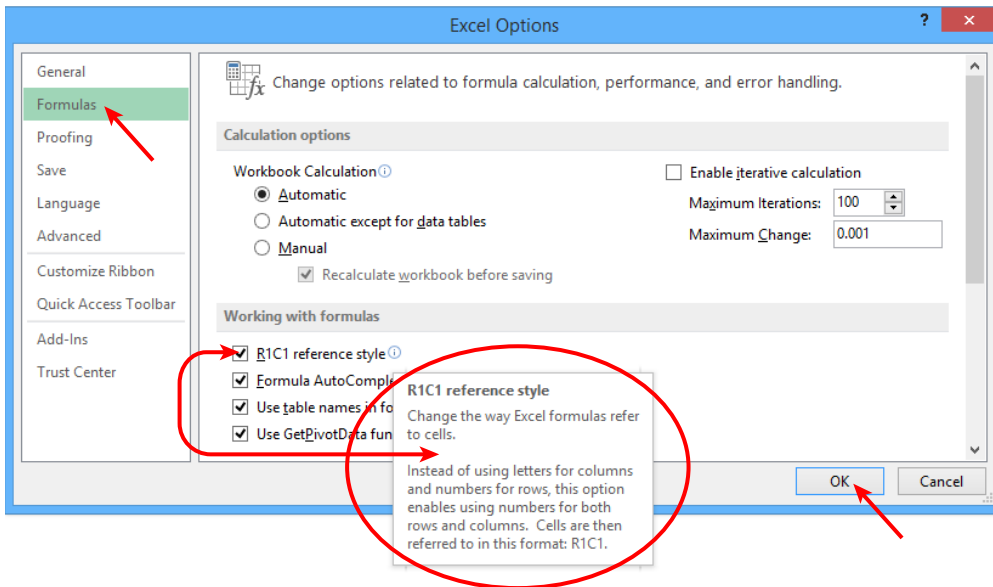 Excel Options
?
General
Formulas
Proofing
Save
Language
Advanced
Customize Ribbon
Quick Access Toolbar
Add-Ins
Trust Center
fx Change options related to formula calculation, performance, and error handling.
Calculation options
Workbook Calculation
Automatic
Automatic except for data tables
Manual
Recalculate workbook before saving
Enable iterative calculation
Maximum Iterations: 100
Maximum Change: 0.001
Working with formulas
R1C1 reference style
Formula AutoComple
Use table names in fo
Use GetPivotData fun
R1C1 reference style
Change the way Excel formulas refer
to cells.
Instead of using letters for columns
and numbers for rows, this option
enables using numbers for both
rows and columns. Cells are then
referred to in this format: R1C1.
OK Cancel